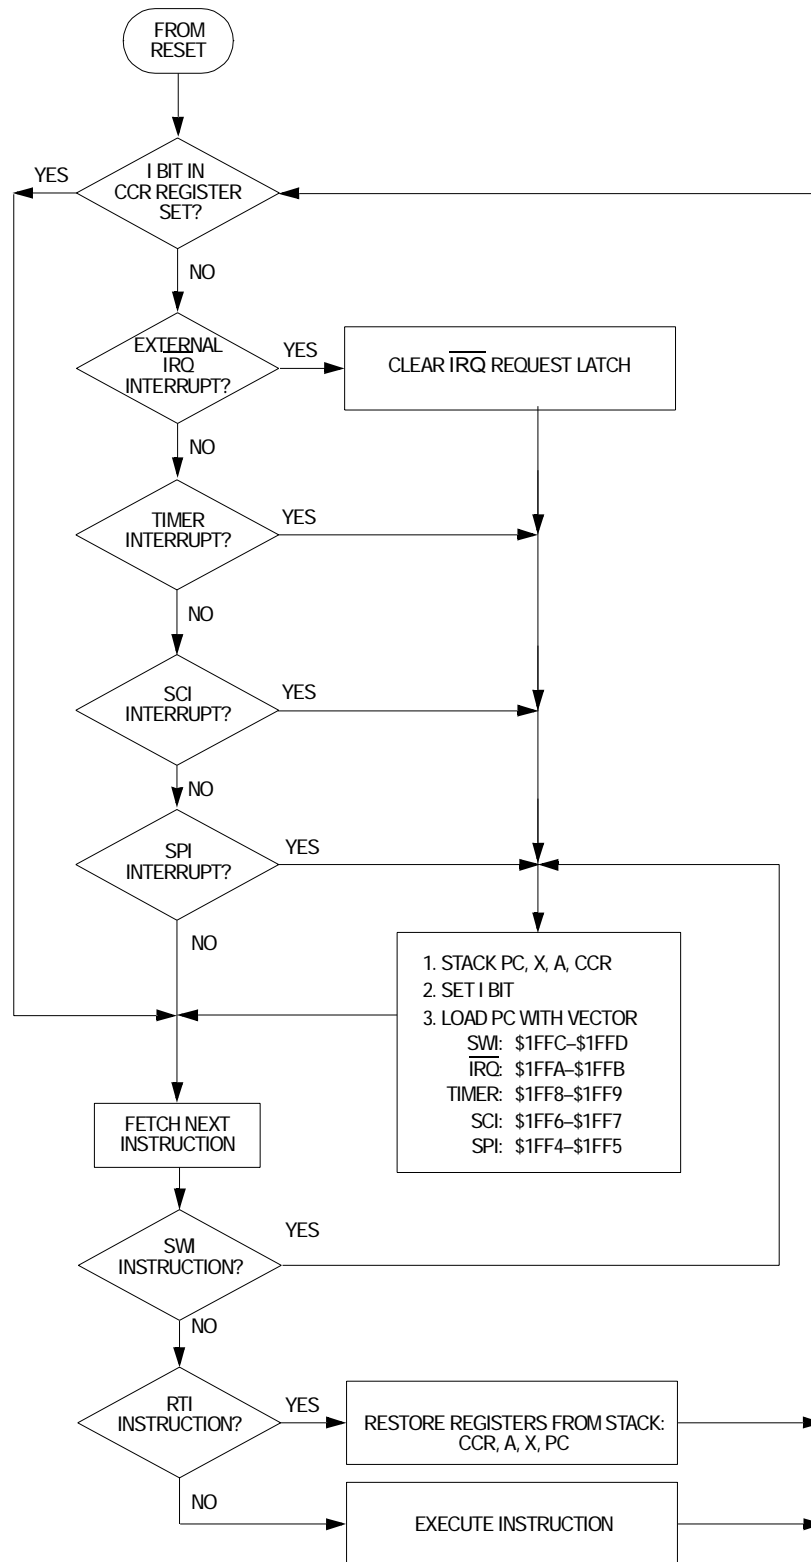 FROM
RESET
YES
I BIT IN
CCR REGISTER
SET?
NO
EXTERNAL
IRQ
INTERRUPT?
YES
CLEAR IRQ REQUEST LATCH
NO
TIMER
INTERRUPT?
YES
NO
SCI
INTERRUPT?
YES
NO
SPI
INTERRUPT?
YES
NO
1. STACK PC, X, A, CCR
2. SET I BIT
3. LOAD PC WITH VECTOR
SWI: $1FFC–$1FFD
IRQ: $1FFA–$1FFB
TIMER: $1FF8–$1FF9
SCI: $1FF6–$1FF7
SPI: $1FF4–$1FF5
FETCH NEXT
INSTRUCTION
SWI
INSTRUCTION?
YES
NO
RTI
INSTRUCTION?
YES
RESTORE REGISTERS FROM STACK:
CCR, A, X, PC
NO
EXECUTE INSTRUCTION